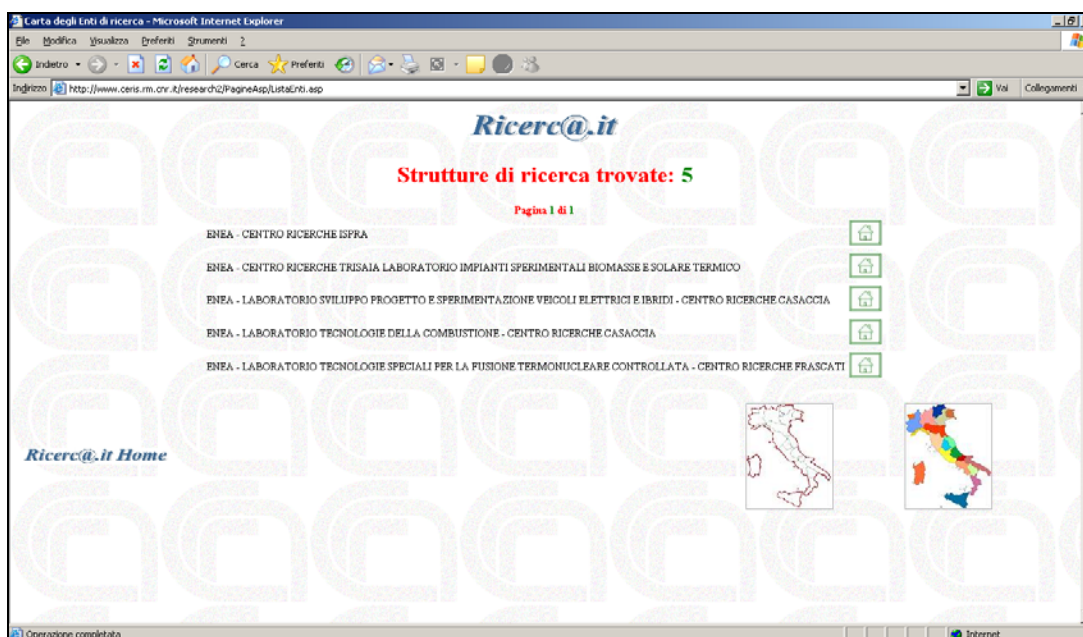 Carta degli Enti di ricerca - Microsoft Internet Explorer
File Modifica Visualizza Preferiti Strumenti ?
Indietro Cerca Preferiti
Indirizzo http://www.ceris.rm.cnr.it/research2/PagineAsp/ListaEnti.asp Vai Collegamenti
Ricerc@.it
Strutture di ricerca trovate: 5
Pagina 1 di 1
ENEA - CENTRO RICERCHE ISPRA
ENEA - CENTRO RICERCHE TRISAIA LABORATORIO IMPIANTI SPERIMENTALI BIOMASSE E SOLARE TERMICO
ENEA - LABORATORIO SVILUPPO PROGETTO E SPERIMENTAZIONE VEICOLI ELETTRICI E IBRIDI - CENTRO RICERCHE CASACCIA
ENEA - LABORATORIO TECNOLOGIE DELLA COMBUSTIONE - CENTRO RICERCHE CASACCIA
ENEA - LABORATORIO TECNOLOGIE SPECIALI PER LA FUSIONE TERMONUCLEARE CONTROLLATA - CENTRO RICERCHE FRASCATI
Ricerc@.it Home
Operazione completata Internet